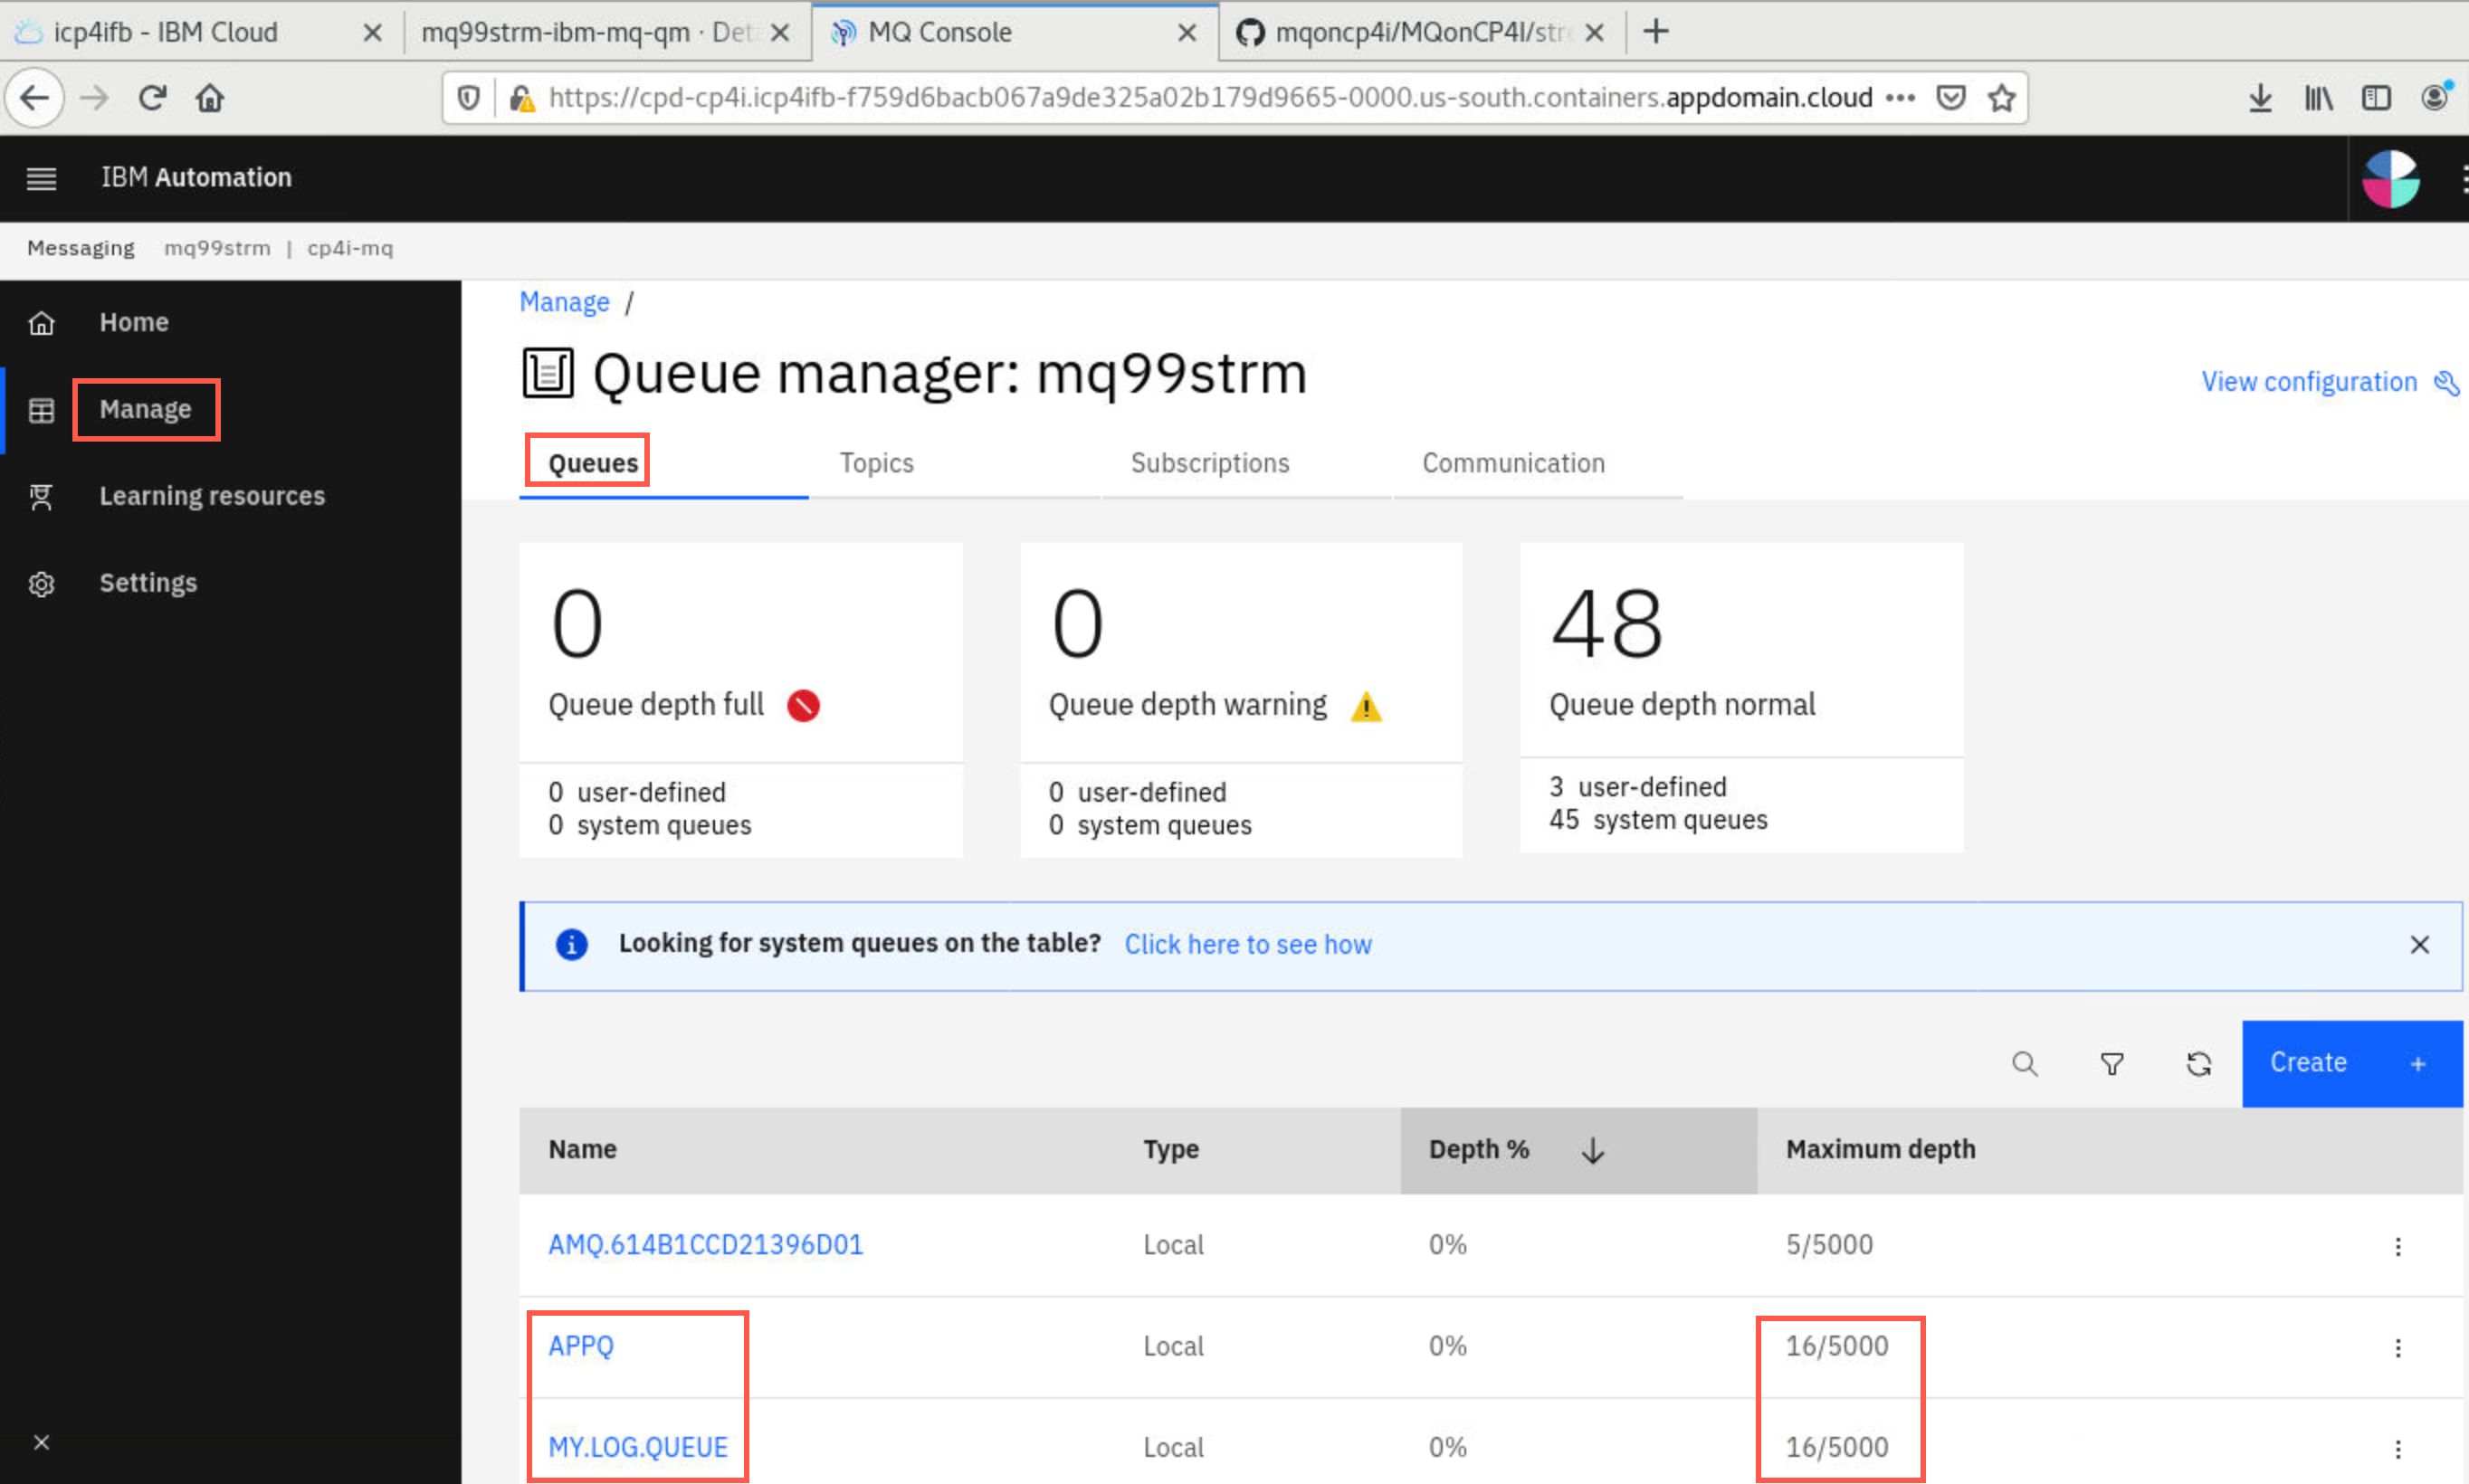 icp4ifb - IBM Cloud
mq99strm-ibm-mq-qm · Det
MQ Console
mqoncp4i/MQonCP4I/stre
https://cpd-cp4i.icp4ifb-f759d6bacb067a9de325a02b179d9665-0000.us-south.containers.appdomain.cloud
IBM Automation
Messaging mq99strm | cp4i-mq
Home
Manage
Learning resources
Settings
Manage /
Queue manager: mq99strm
View configuration
Queues
Topics
Subscriptions
Communication
0
Queue depth full
0 user-defined
0 system queues
0
Queue depth warning
0 user-defined
0 system queues
48
Queue depth normal
3 user-defined
45 system queues
Looking for system queues on the table? Click here to see how
Create +
Name Type Depth % Maximum depth
AMQ.614B1CCD21396D01 Local 0% 5/5000
APPQ Local 0% 16/5000
MY.LOG.QUEUE Local 0% 16/5000